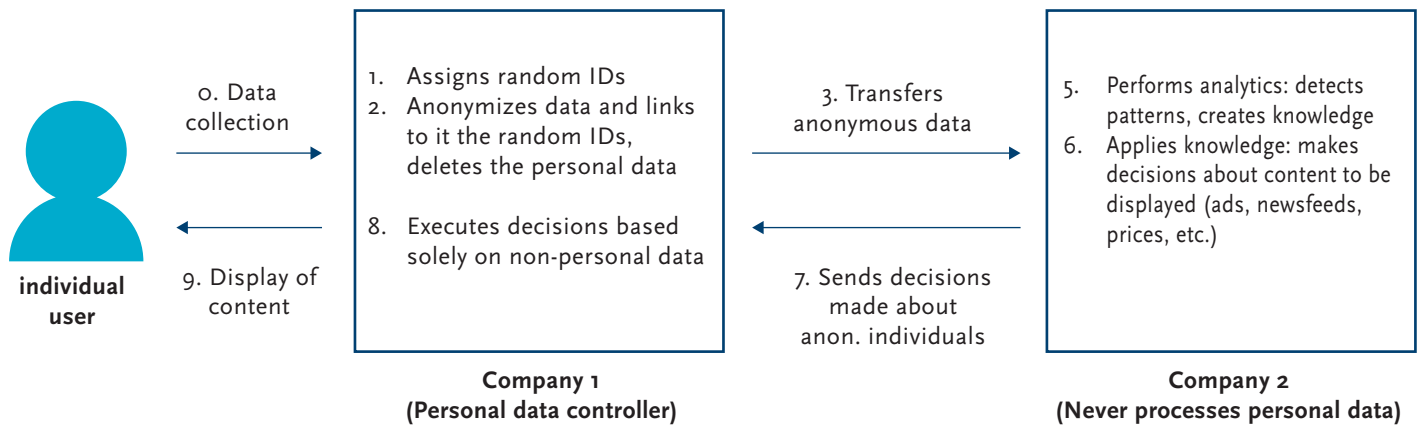 0. Data
collection
9. Display of
content
individual
user
1. Assigns random IDs
2. Anonymizes data and links
to it the random IDs,
deletes the personal data
8. Executes decisions based
solely on non-personal data
Company 1
(Personal data controller)
3. Transfers
anonymous data
7. Sends decisions
made about
anon. individuals
5. Performs analytics: detects
patterns, creates knowledge
6. Applies knowledge: makes
decisions about content to be
displayed (ads, newsfeeds,
prices, etc.)
Company 2
(Never processes personal data)